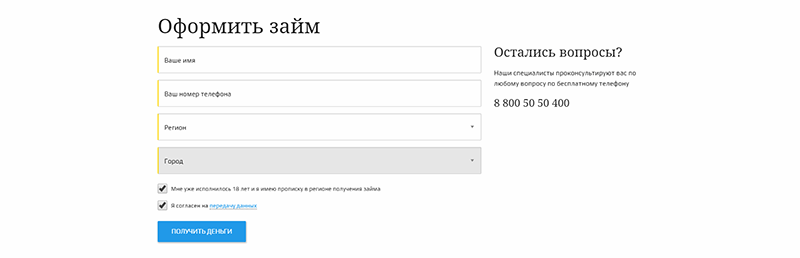 Оформить займ
Ваше имя
Ваш номер телефона
Регион
Город
Мне уже исполнилось 18 лет и я имею прописку в регионе получения займа
Я согласен на передачу данных
ПОЛУЧИТЬ ДЕНЬГИ
Остались вопросы?
Наши специалисты проконсультируют вас по
любому вопросу по бесплатному телефону
8 800 50 50 400